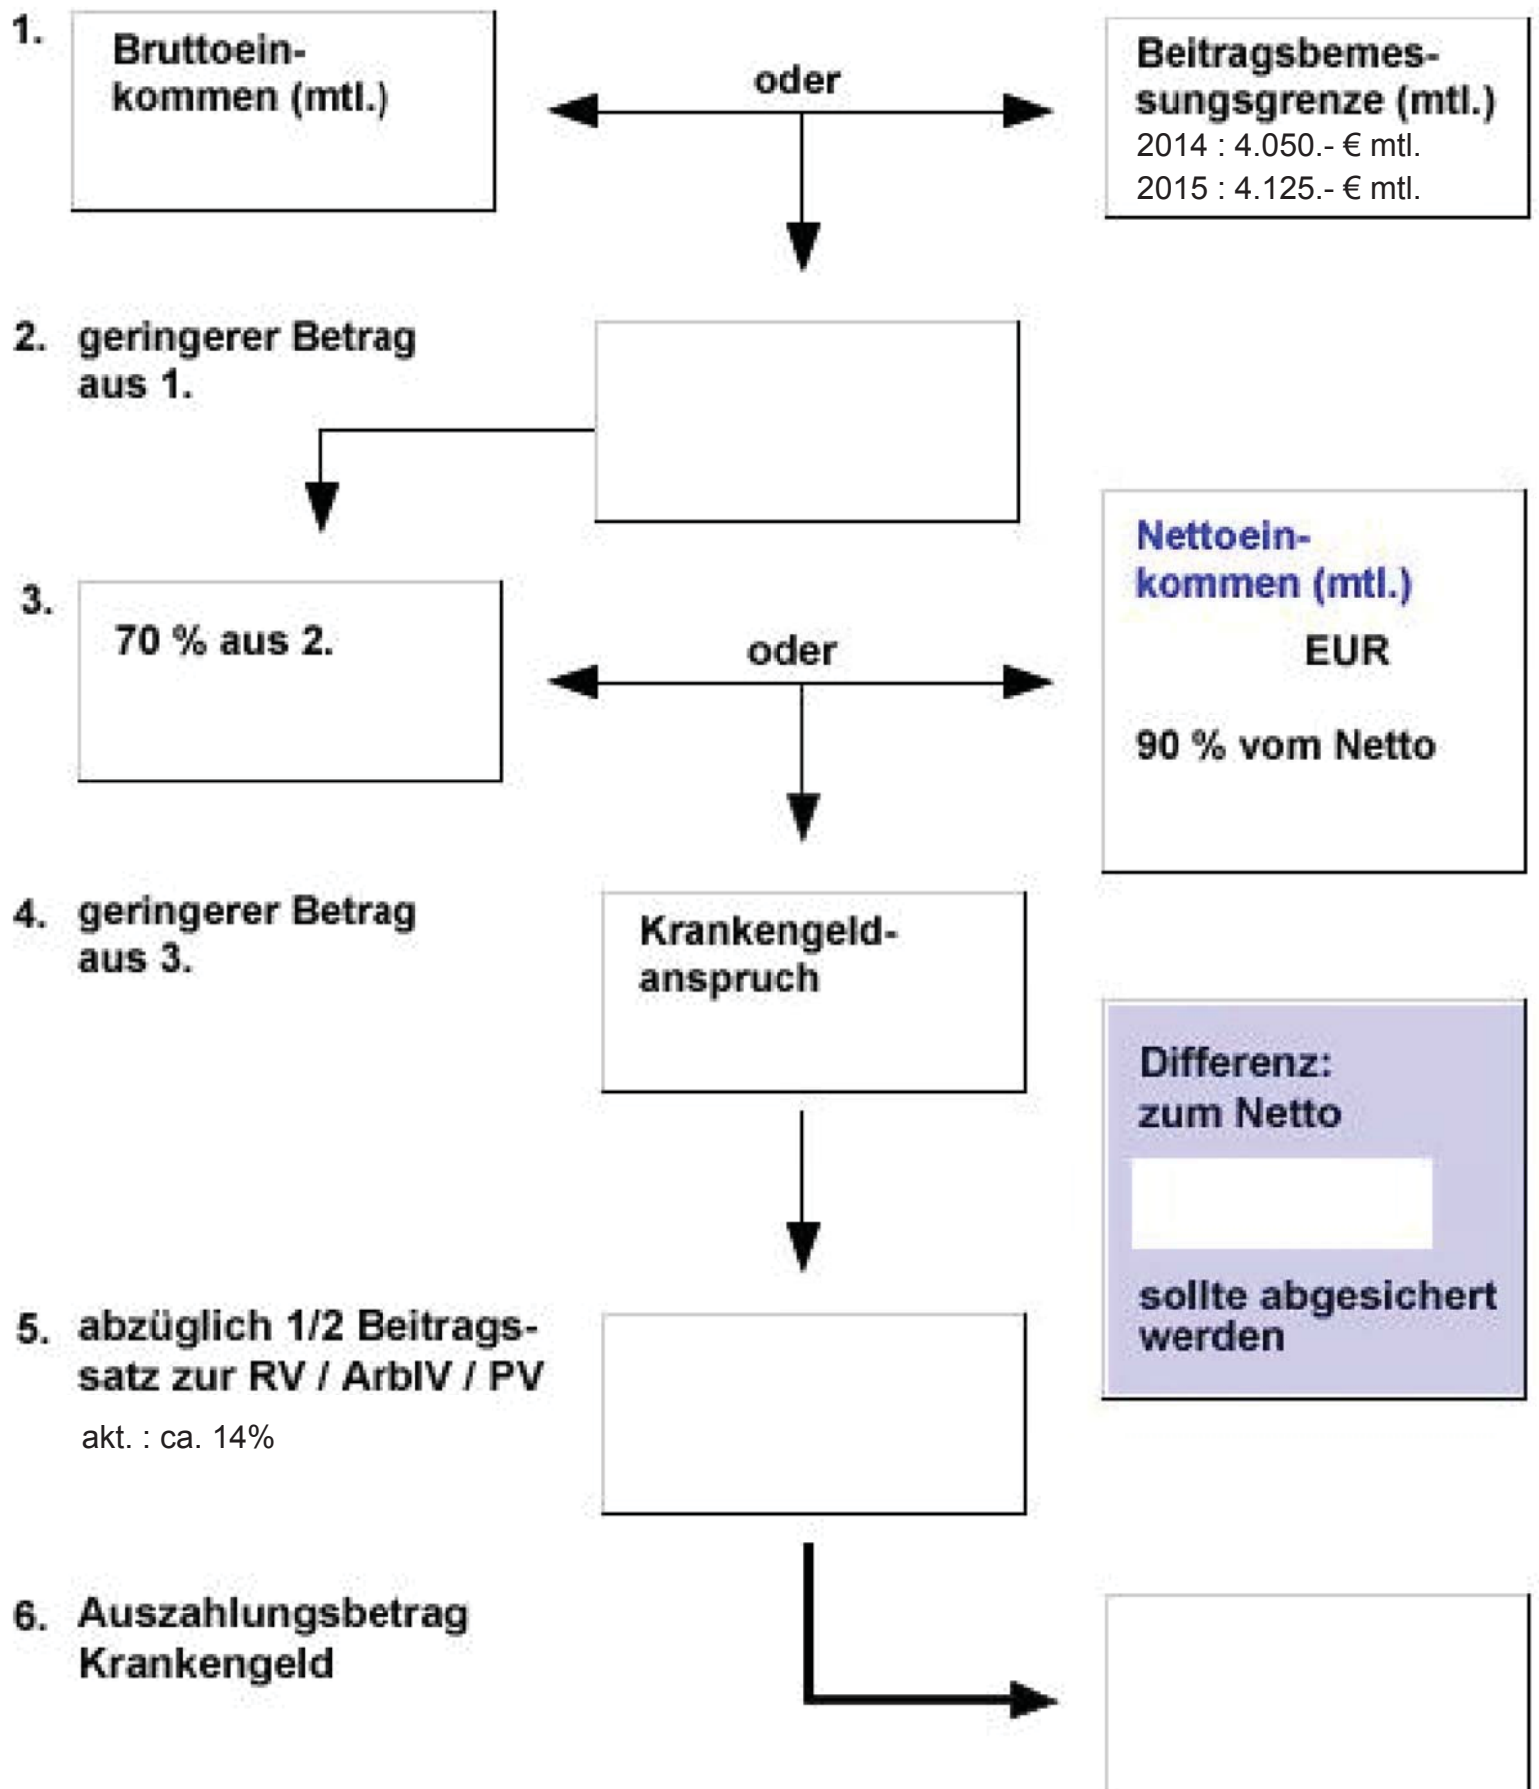 1.
Bruttoein-
kommen (mtl.)
oder
Beitragsbemes-
sungsgrenze (mtl.)
2014 : 4.050.- € mtl.
2015 : 4.125.- € mtl.
2. geringerer Betrag
aus 1.
3.
70 % aus 2.
oder
Nettoein-
kommen (mtl.)
EUR
90 % vom Netto
4. geringerer Betrag
aus 3.
Krankengeld-
anspruch
Differenz:
zum Netto
sollte abgesichert
werden
5. abzüglich 1/2 Beitrags-
satz zur RV / ArblV / PV
akt. : ca. 14%
6. Auszahlungsbetrag
Krankengeld